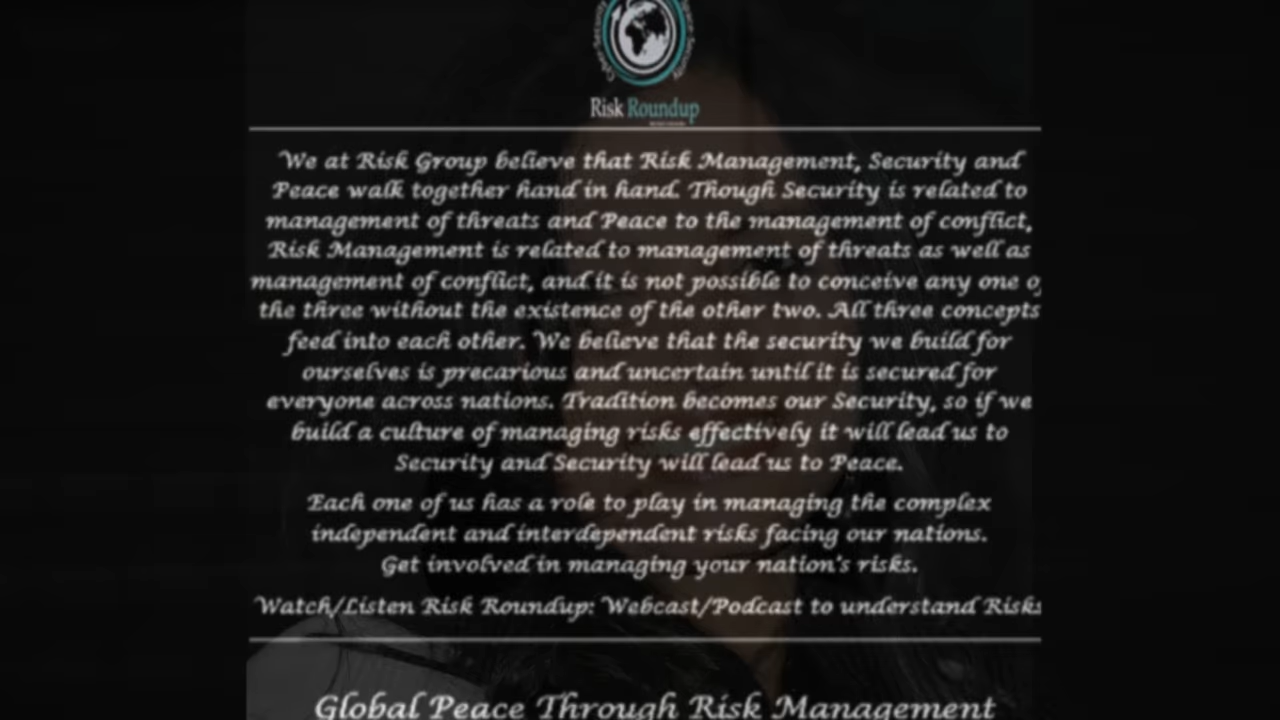 Risk Roundup
We at Risk Group believe that Risk Management, Security and
Peace walk together hand in hand. Though Security is related to
management of threats and Peace to the management of conflict,
Risk Management is related to management of threats as well as
management of conflict, and it is not possible to conceive any one of
the three without the existence of the other two. All three concepts
feed into each other. We believe that the security we build for
ourselves is precarious and uncertain until it is secured for
everyone across nations. Tradition becomes our Security, so if we
build a culture of managing risks effectively it will lead us to
Security and Security will lead us to Peace.
Each one of us has a role to play in managing the complex
independent and interdependent risks facing our nations.
Get involved in managing your nation's risks.
Watch/Listen Risk Roundup: Webcast/Podcast to understand Risks
Global Peace Through Risk Management